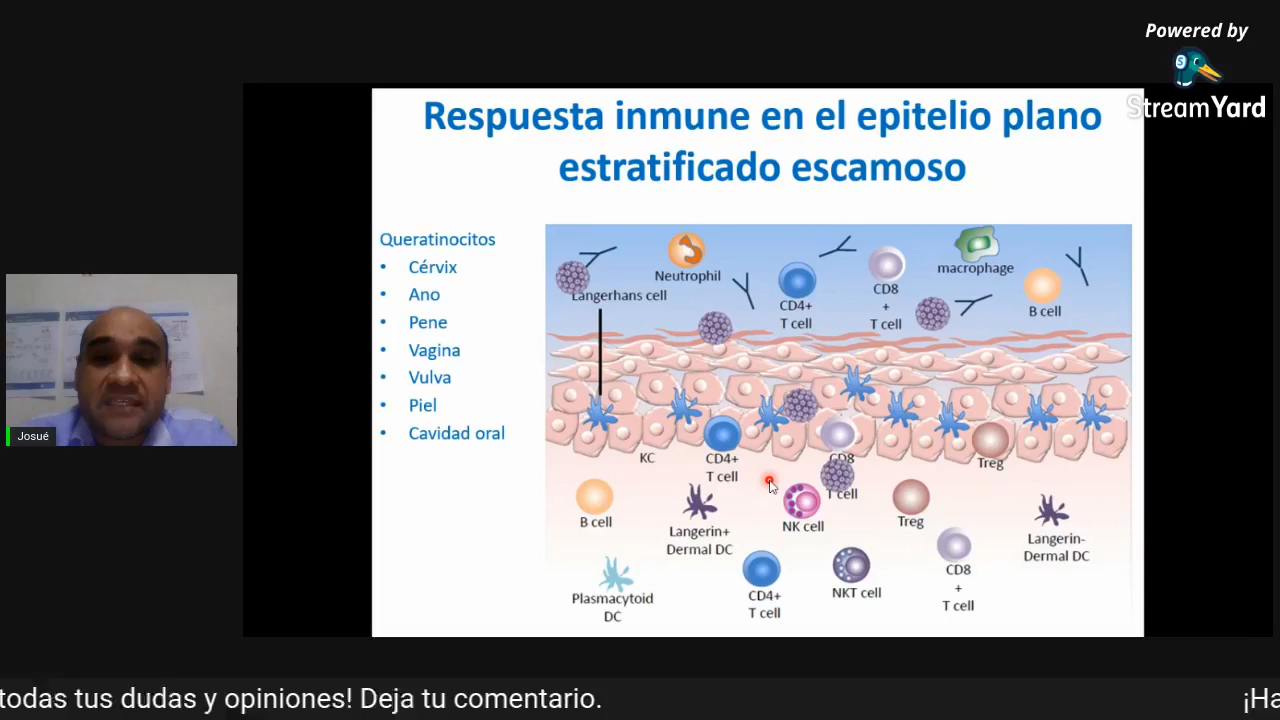 Powered by
StreamYard
Respuesta inmune en el epitelio plano
estratificado escamoso
Queratinocitos
• Cérvix
• Ano
• Pene
• Vagina
• Vulva
• Piel
• Cavidad oral
Neutrophil
Langerhans cell
CD4+
T cell
CD8
+
T cell
macrophage
B cell
KC
CD4+
T cell
CD8
T cell
Treg
B cell
Langerin+
Dermal DC
NK cell
Treg
Langerin-
Dermal DC
Plasmacytoid
DC
CD4+
T cell
NKT cell
CD8
+
T cell
Josué
todas tus dudas y opiniones! Deja tu comentario.
¡Ha